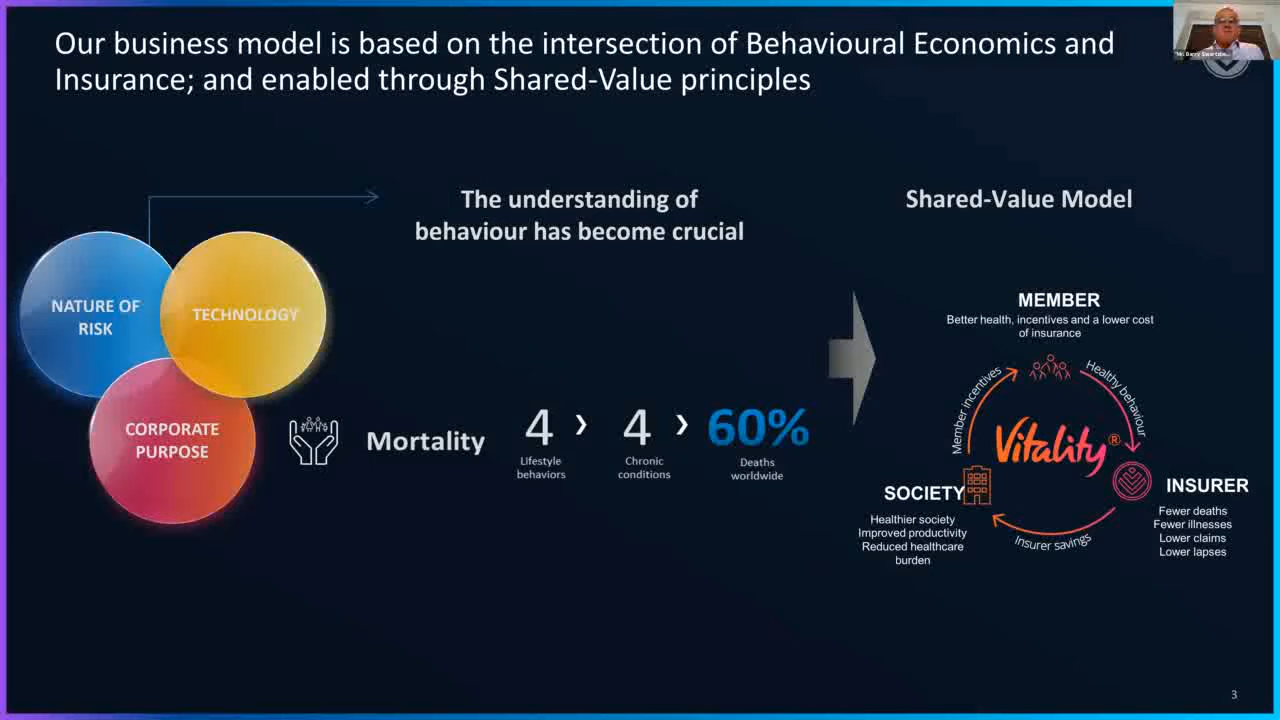 Our business model is based on the intersection of Behavioural Economics and
Insurance; and enabled through Shared-Value principles
The understanding of
behaviour has become crucial
Shared-Value Model
NATURE OF
RISK
TECHNOLOGY
CORPORATE
PURPOSE
Mortality
4
Lifestyle
behaviors
4
Chronic
conditions
60%
Deaths
worldwide
MEMBER
Better health, incentives and a lower cost
of insurance
Member incentives
Healthy behaviour
Vitality®
SOCIETY
Healthier society
Improved productivity
Reduced healthcare
burden
INSURER
Fewer deaths
Fewer illnesses
Lower claims
Lower lapses
Insurer savings
3